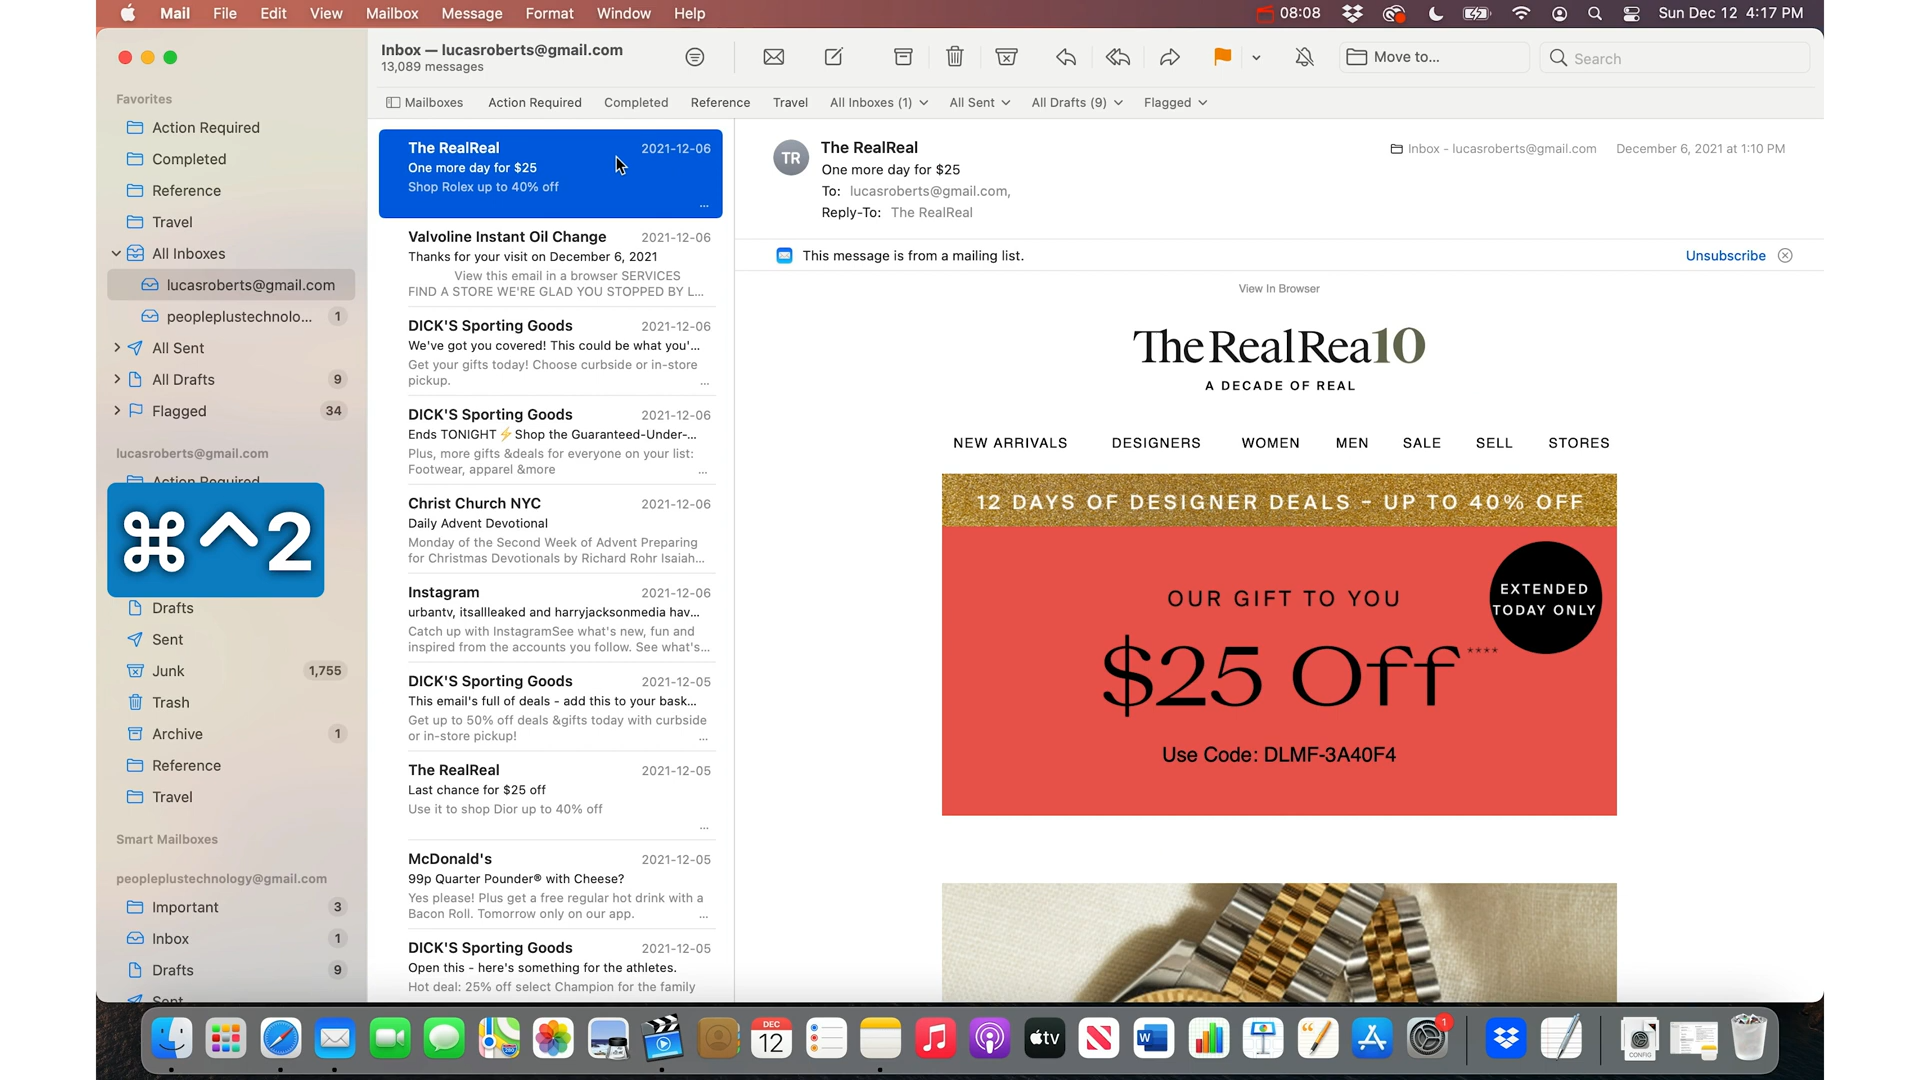 Mail File Edit View Mailbox Message Format Window Help
08:08 Sun Dec 12 4:17 PM
Inbox — lucasroberts@gmail.com
13,089 messages
Move to...
Search
Mailboxes Action Required Completed Reference Travel All Inboxes (1) All Sent All Drafts (9) Flagged
Favorites
Action Required
Completed
Reference
Travel
All Inboxes
lucasroberts@gmail.com
peopleplustechnolo... 1
All Sent
All Drafts 9
Flagged 34
lucasroberts@gmail.com
Action Required
⌘^2
Drafts
Sent
Junk 1,755
Trash
Archive 1
Reference
Travel
Smart Mailboxes
peopleplustechnology@gmail.com
Important 3
Inbox 1
Drafts 9
Sent
The RealReal 2021-12-06
One more day for $25
Shop Rolex up to 40% off
...
Valvoline Instant Oil Change 2021-12-06
Thanks for your visit on December 6, 2021
View this email in a browser SERVICES
FIND A STORE WE'RE GLAD YOU STOPPED BY L...
DICK'S Sporting Goods 2021-12-06
We've got you covered! This could be what you'...
Get your gifts today! Choose curbside or in-store
pickup. ...
DICK'S Sporting Goods 2021-12-06
Ends TONIGHT⚡Shop the Guaranteed-Under-...
Plus, more gifts &deals for everyone on your list:
Footwear, apparel &more ...
Christ Church NYC 2021-12-06
Daily Advent Devotional
Monday of the Second Week of Advent Preparing
for Christmas Devotionals by Richard Rohr Isaiah...
Instagram 2021-12-06
urbantv, itsallleaked and harryjacksonmedia hav...
Catch up with InstagramSee what's new, fun and
inspired from the accounts you follow. See what's...
DICK'S Sporting Goods 2021-12-05
This email's full of deals - add this to your bask...
Get up to 50% off deals &gifts today with curbside
or in-store pickup! ...
The RealReal 2021-12-05
Last chance for $25 off
Use it to shop Dior up to 40% off
...
McDonald's 2021-12-05
99p Quarter Pounder® with Cheese?
Yes please! Plus get a free regular hot drink with a
Bacon Roll. Tomorrow only on our app. ...
DICK'S Sporting Goods 2021-12-05
Open this - here's something for the athletes.
Hot deal: 25% off select Champion for the family
TR
The RealReal
Inbox - lucasroberts@gmail.com December 6, 2021 at 1:10 PM
One more day for $25
To: lucasroberts@gmail.com,
Reply-To: The RealReal
This message is from a mailing list. Unsubscribe
View In Browser
TheRealRea10
A DECADE OF REAL
NEW ARRIVALS DESIGNERS WOMEN MEN SALE SELL STORES
12 DAYS OF DESIGNER DEALS – UP TO 40% OFF
EXTENDED
TODAY ONLY
OUR GIFT TO YOU
$25 Off****
Use Code: DLMF-3A40F4
DEC
12
tv
W
1
CONFIG